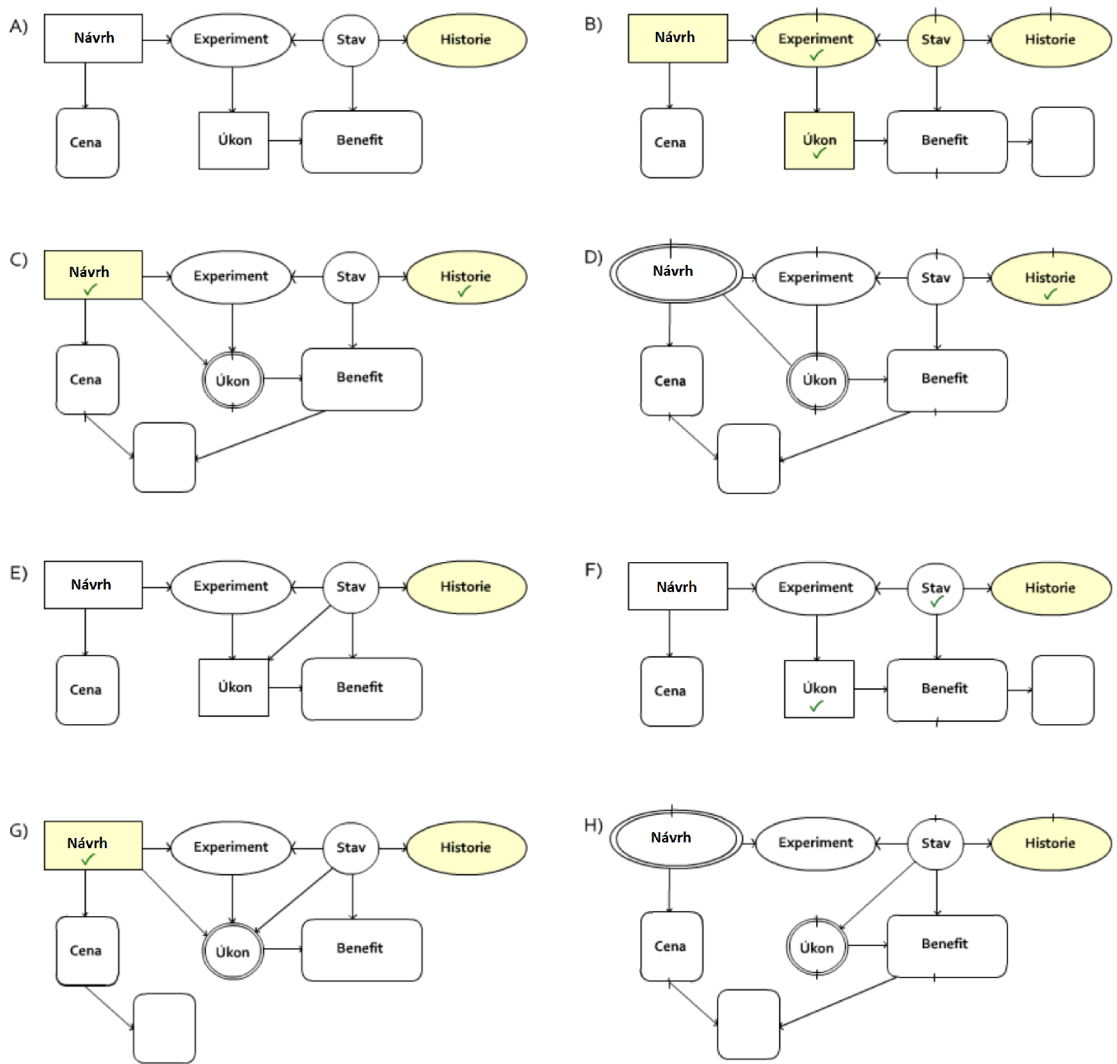 A)
Návrh
Experiment
Stav
Historie
Cena
Úkon
Benefit
B)
Návrh
Experiment
Stav
Historie
Cena
Úkon
Benefit
C)
Návrh
Experiment
Stav
Historie
Cena
Úkon
Benefit
D)
Návrh
Experiment
Stav
Historie
Cena
Úkon
Benefit
E)
Návrh
Experiment
Stav
Historie
Cena
Úkon
Benefit
F)
Návrh
Experiment
Stav
Historie
Cena
Úkon
Benefit
G)
Návrh
Experiment
Stav
Historie
Cena
Úkon
Benefit
H)
Návrh
Experiment
Stav
Historie
Cena
Úkon
Benefit